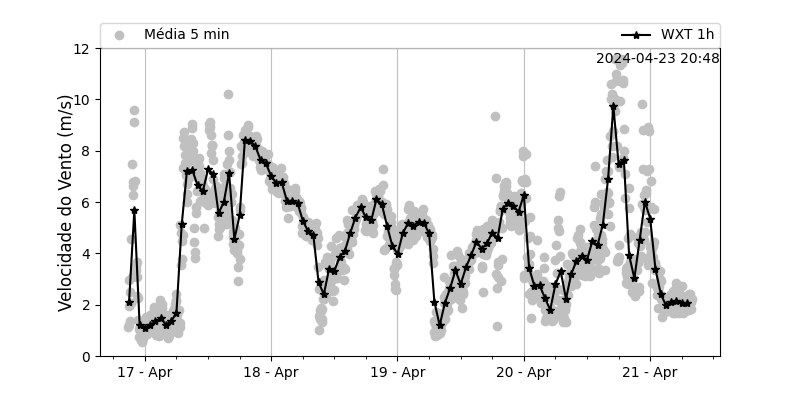 Média 5 min
WXT 1h
2024-04-23 20:48
Velocidade do Vento (m/s)
12
10
8
6
4
2
0
17 - Apr
18 - Apr
19 - Apr
20 - Apr
21 - Apr